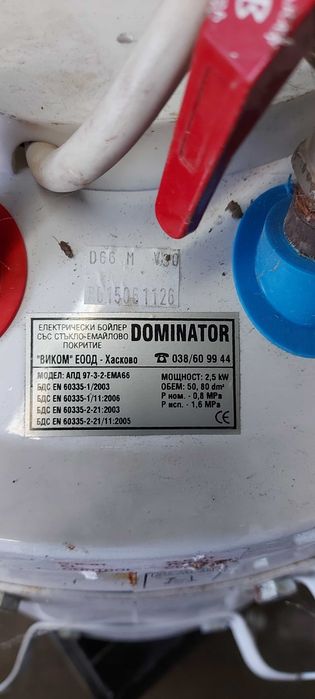 D66 M V30
ЕЛЕКТРИЧЕСКИ БОЙЛЕР
СЪС СТЪКЛО-ЕМАЙЛОВО
ПОКРИТИЕ
DOMINATOR
"ВИКОМ" ЕООД - Хасково ☎ 038/60 99 44
МОДЕЛ: АПД 97-3-2-ЕМА66
БДС EN 60335-1/2003
БДС EN 60335-1/11:2006
БДС EN 60335-2-21:2003
БДС EN 60335-2-21/11:2005
МОЩНОСТ: 2,5 kW
ОБЕМ: 50, 80 dm³
P ном. - 0,8 MPa
P исп. - 1,6 MPa
CE